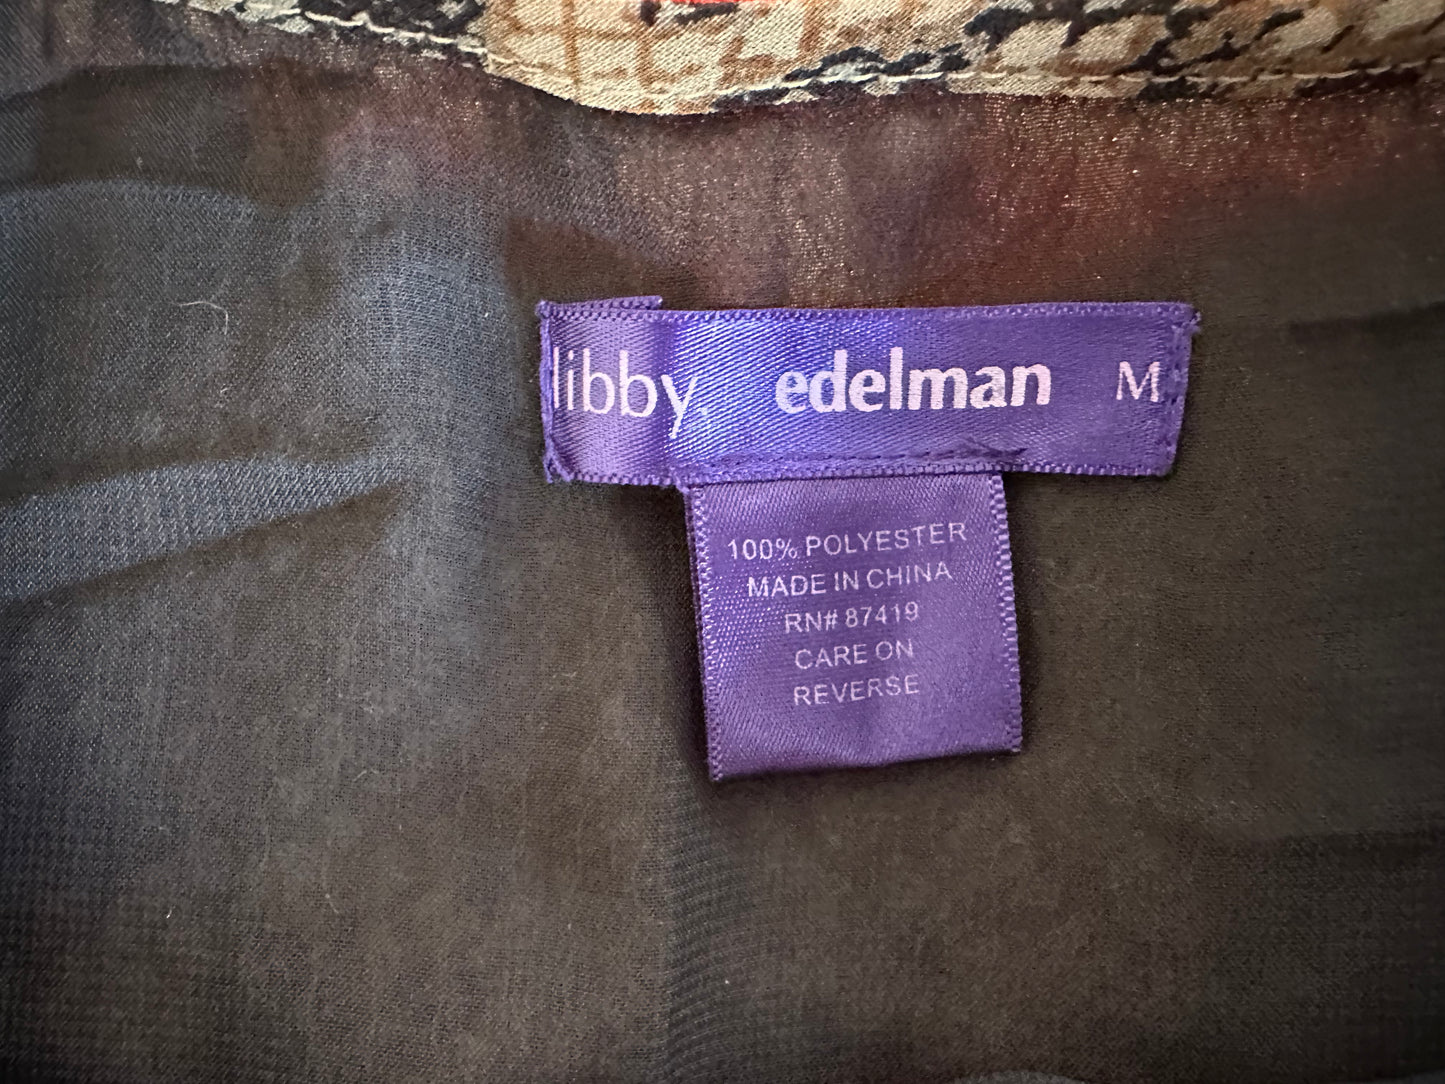 libby. edelman M
100% POLYESTER
MADE IN CHINA
RN# 87419
CARE ON
REVERSE